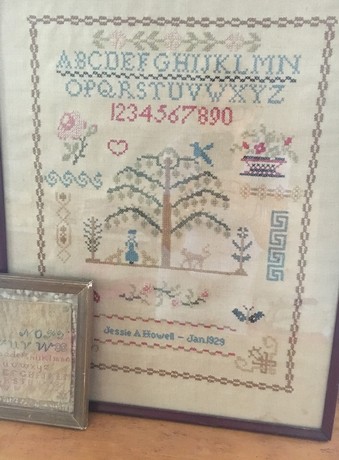 ABCDEFGHIJKLMN
OPQRSTUVWXYZ
1234567890
Jessie A Howell - Jan. 1929